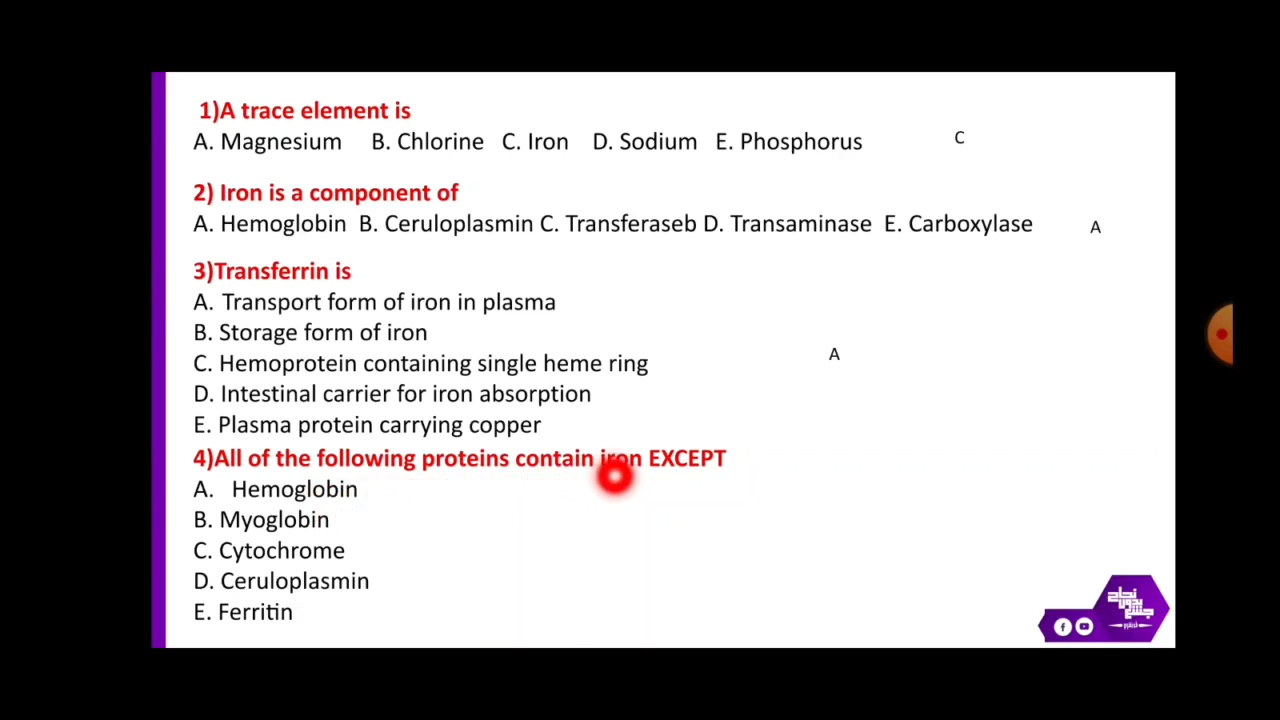 1)A trace element is
A. Magnesium B. Chlorine C. Iron D. Sodium E. Phosphorus C
2) Iron is a component of
A. Hemoglobin B. Ceruloplasmin C. Transferaseb D. Transaminase E. Carboxylase A
3)Transferrin is
A. Transport form of iron in plasma
B. Storage form of iron
C. Hemoprotein containing single heme ring A
D. Intestinal carrier for iron absorption
E. Plasma protein carrying copper
4)All of the following proteins contain iron EXCEPT
A. Hemoglobin
B. Myoglobin
C. Cytochrome
D. Ceruloplasmin
E. Ferritin